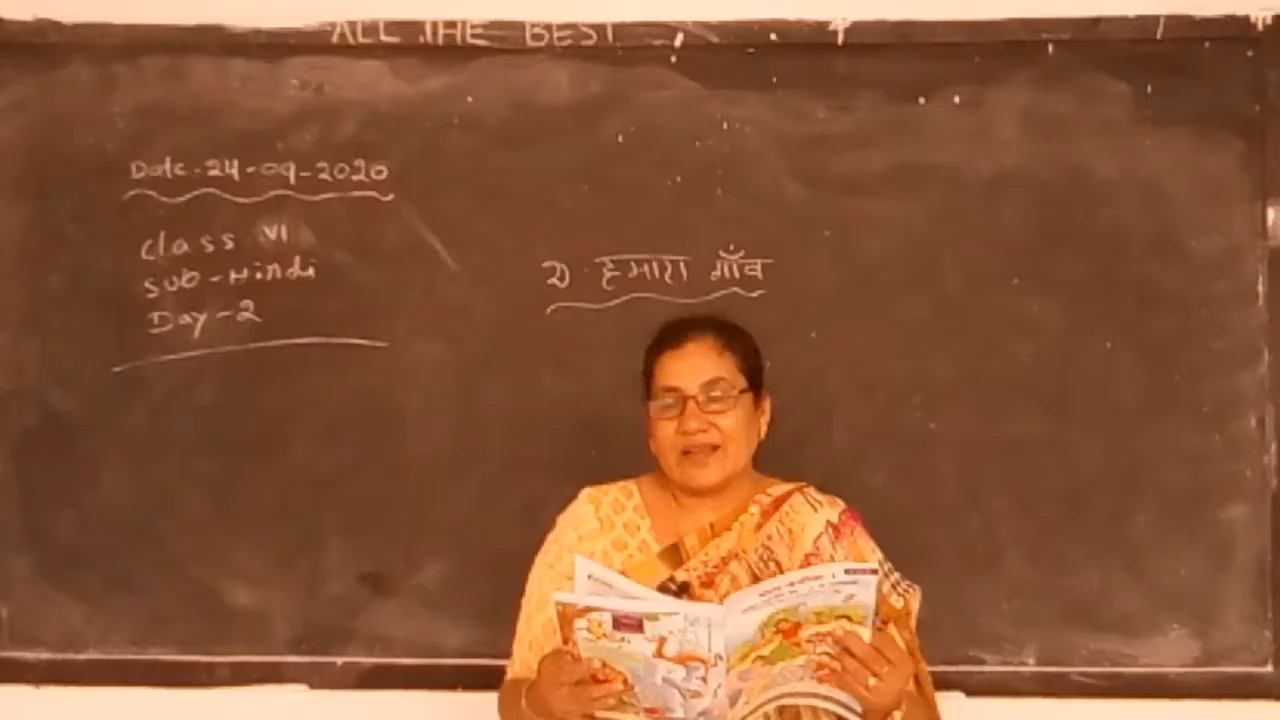 ALL THE BEST
Date-24-09-2020
Class VI
Sub-Hindi
Day-2
2. हमारा गाँव